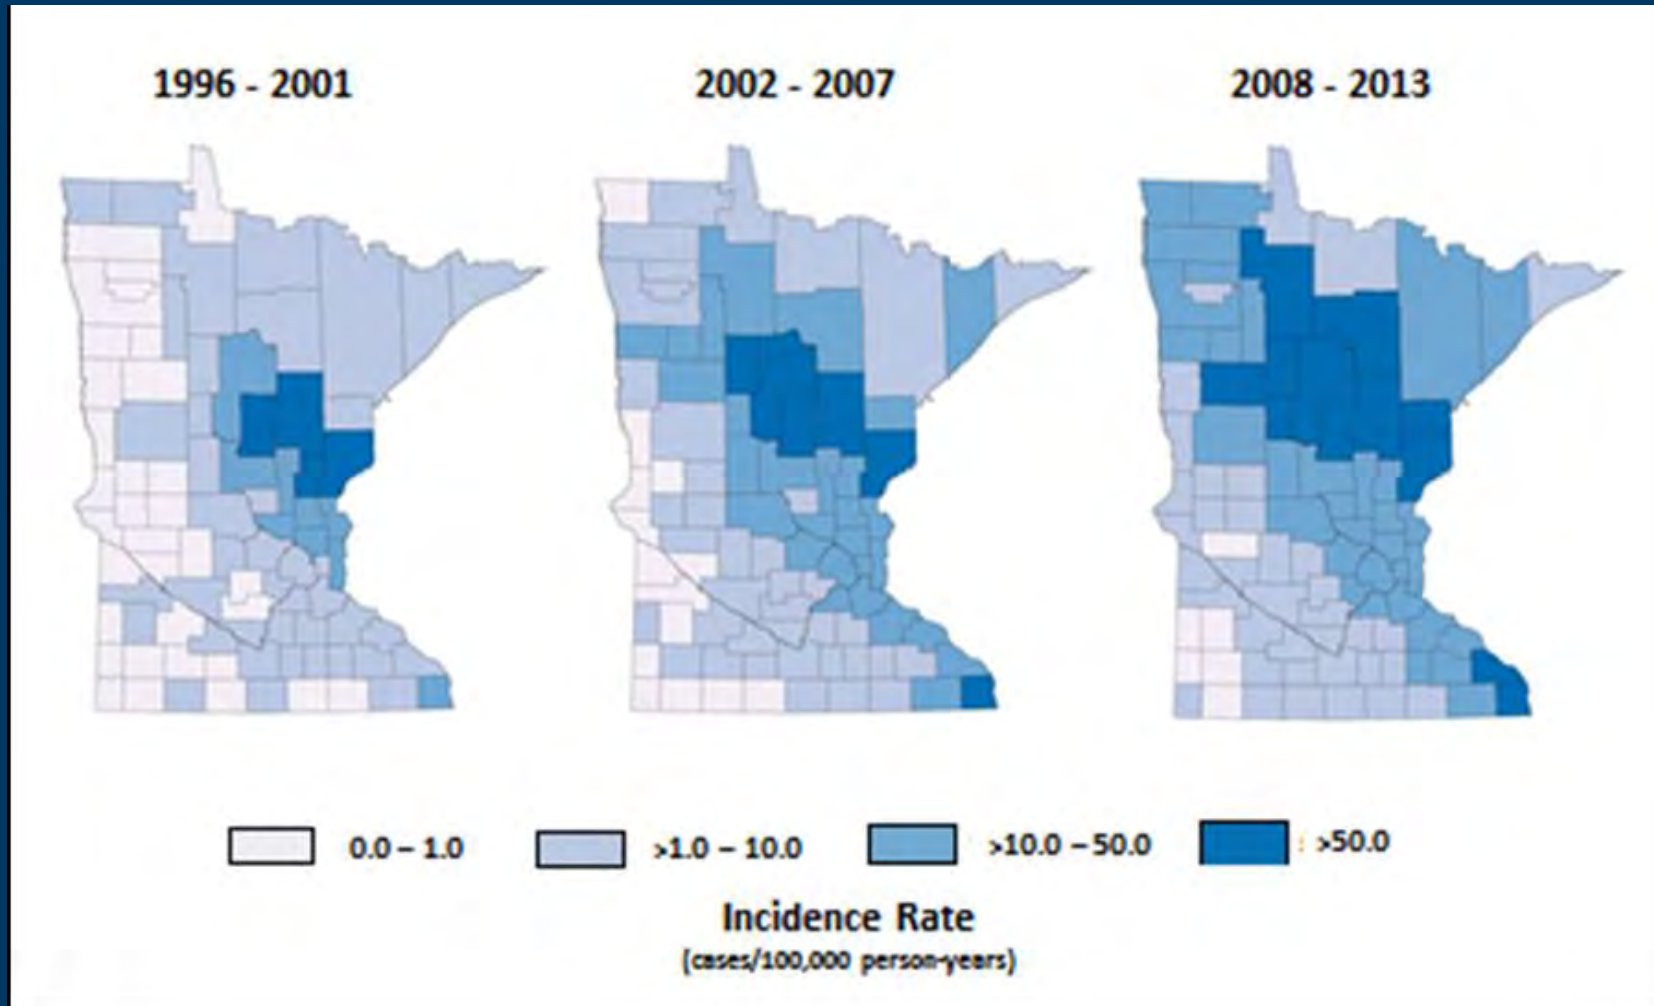 1996 - 2001
2002 - 2007
2008 - 2013
0.0 – 1.0
>1.0 – 10.0
>10.0 – 50.0
: >50.0
Incidence Rate
(cases/100,000 person-years)